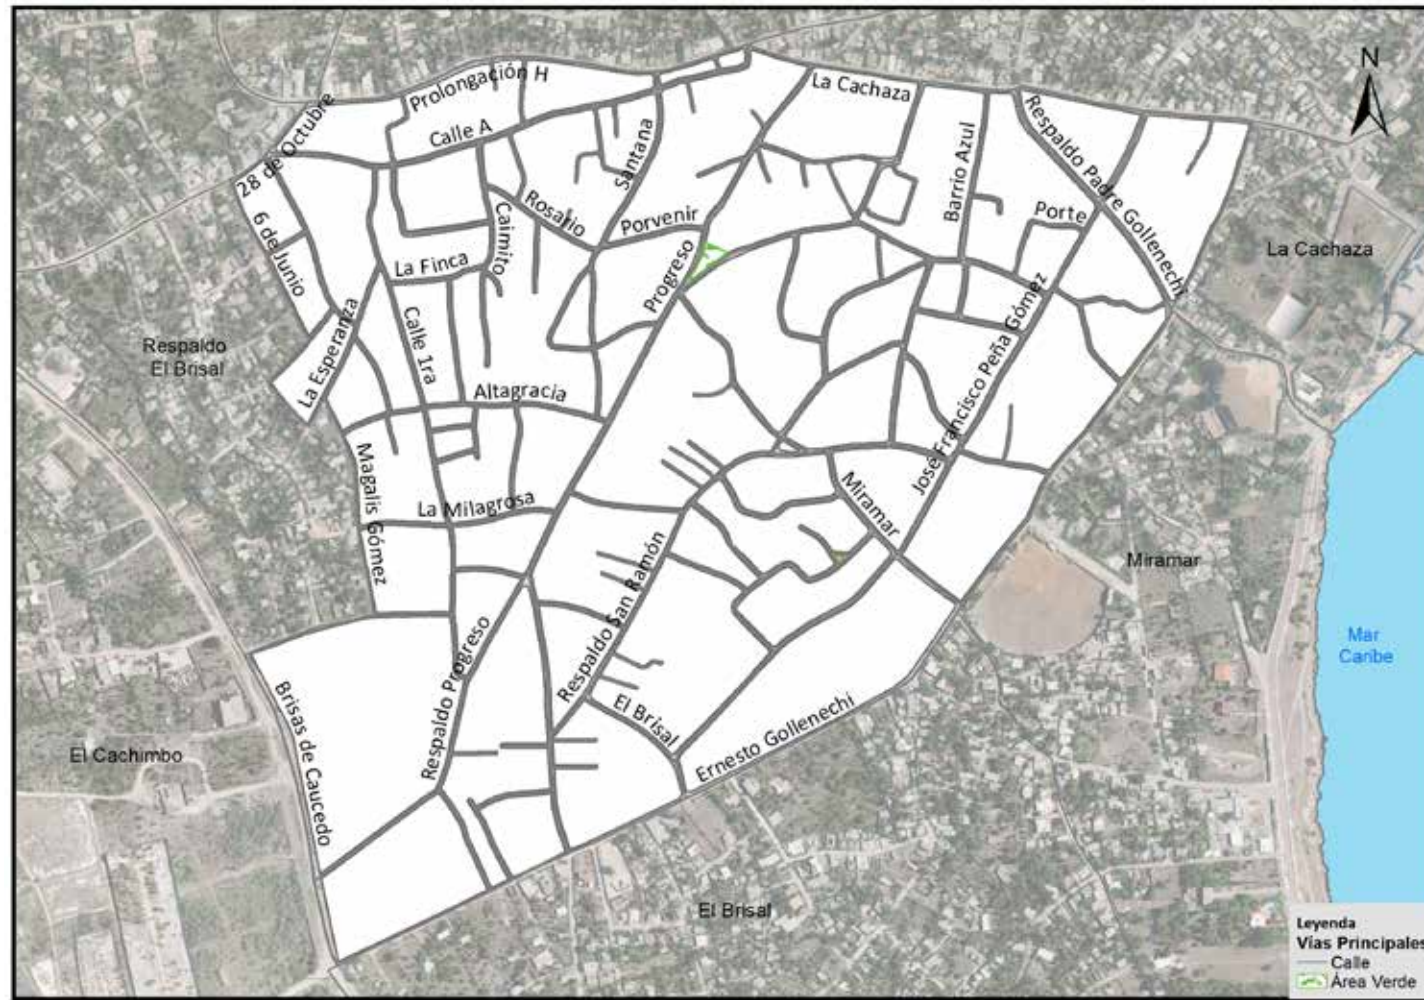 N
Prolongación H
La Cachaza
28 de Octubre
Calle A
Santana
Respaldo Padre Gollenechi
Barrio Azul
6 de Junio
Rosario
Caimito
Porvenir
Porte
La Cachaza
La Finca
Progreso
La Esperanza
Calle 1ra
Respaldo
El Brisal
José Francisco Peña Gómez
Altagracia
Magalis Gómez
La Milagrosa
Miramar
Miramar
Respaldo San Ramón
Respaldo Progreso
Mar
Caribe
Brisas de Caucedo
El Brisal
Ernesto Gollenechi
El Cachimbo
El Brisal
Leyenda
Vías Principales
Calle
Área Verde